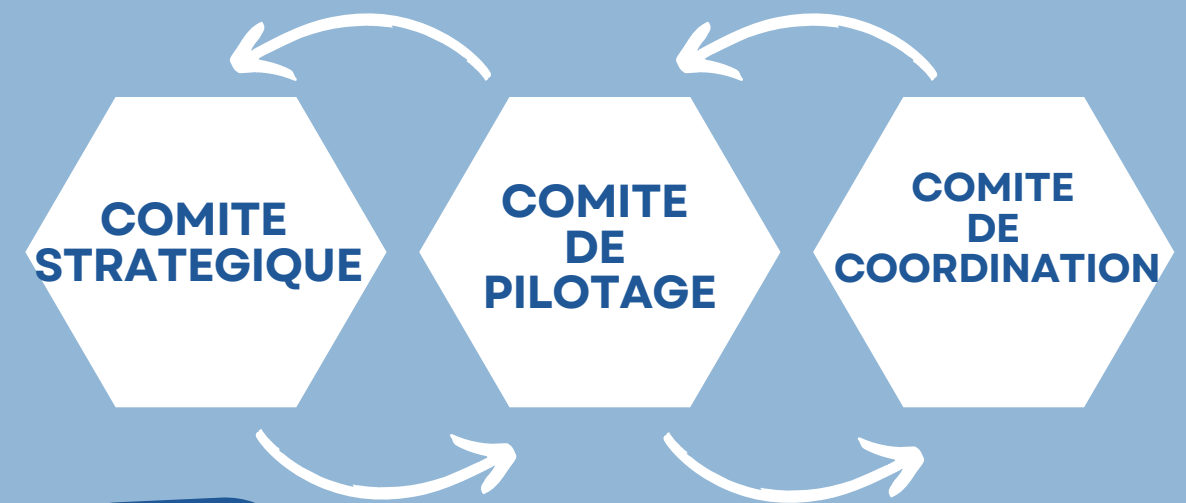 COMITE
STRATEGIQUE
COMITE
DE
PILOTAGE
COMITE
DE
COORDINATION